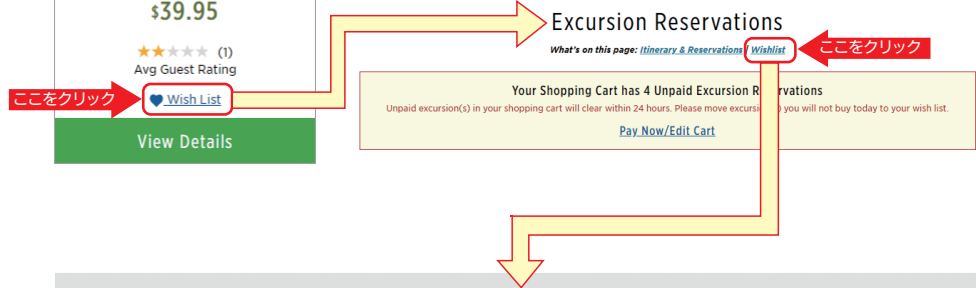 $39.95
(1)
Avg Guest Rating
ここをクリック
Wish List
View Details
Excursion Reservations
What's on this page: Itinerary & Reservations | Wishlist
ここをクリック
Your Shopping Cart has 4 Unpaid Excursion R rvations
Unpaid excursion(s) in your shopping cart will clear within 24 hours. Please move excursi ) you will not buy today to your wish list.
Pay Now/Edit Cart